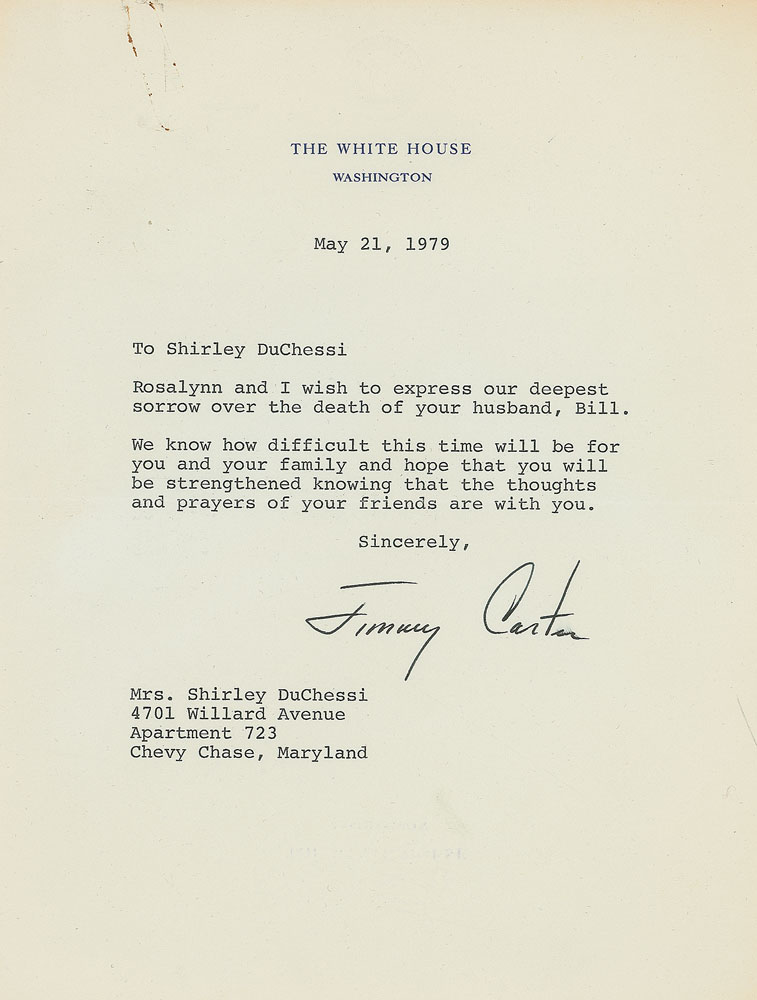 THE WHITE HOUSE
WASHINGTON
May 21, 1979
To Shirley DuChessi
Rosalynn and I wish to express our deepest
sorrow over the death of your husband, Bill.
We know how difficult this time will be for
you and your family and hope that you will
be strengthened knowing that the thoughts
and prayers of your friends are with you.
Sincerely,
Jimmy Carter
Mrs. Shirley DuChessi
4701 Willard Avenue
Apartment 723
Chevy Chase, Maryland